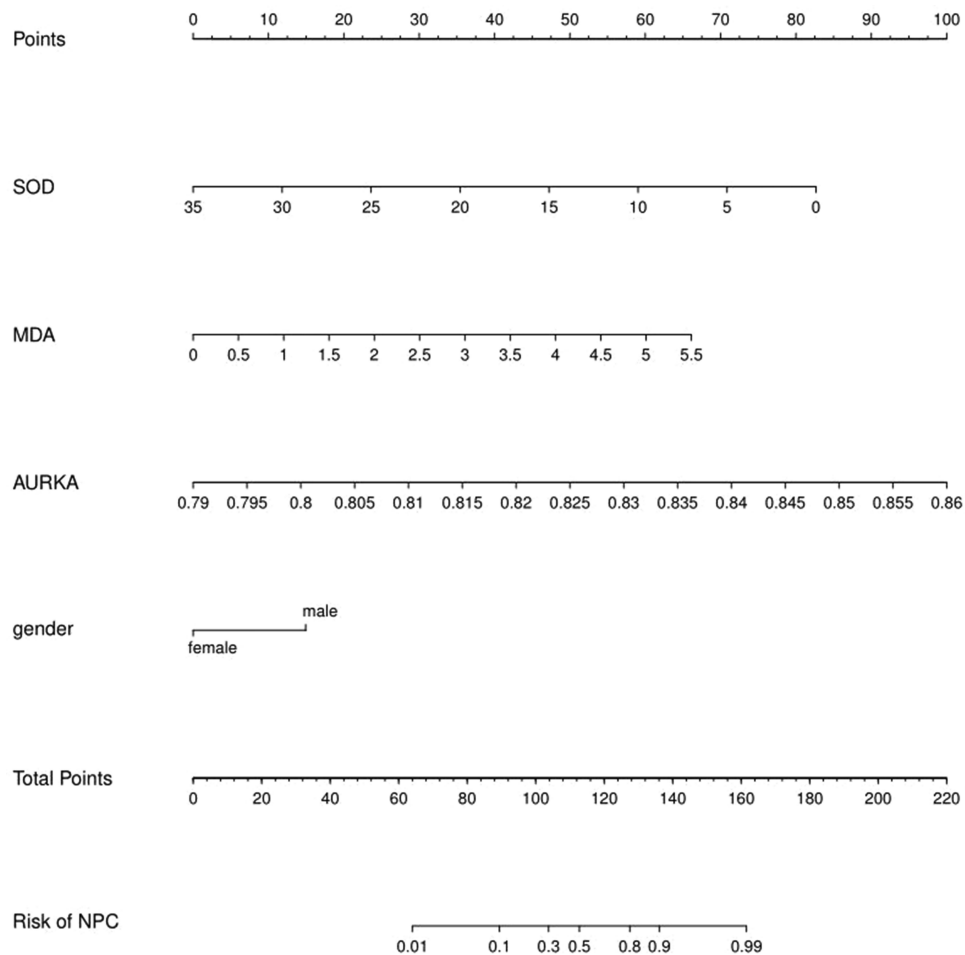 0 10 20 30 40 50 60 70 80 90 100
Points
SOD
35 30 25 20 15 10 5 0
MDA
0 0.5 1 1.5 2 2.5 3 3.5 4 4.5 5 5.5
AURKA
0.79 0.795 0.8 0.805 0.81 0.815 0.82 0.825 0.83 0.835 0.84 0.845 0.85 0.855 0.86
male
gender
female
Total Points
0 20 40 60 80 100 120 140 160 180 200 220
Risk of NPC
0.01 0.1 0.3 0.5 0.8 0.9 0.99